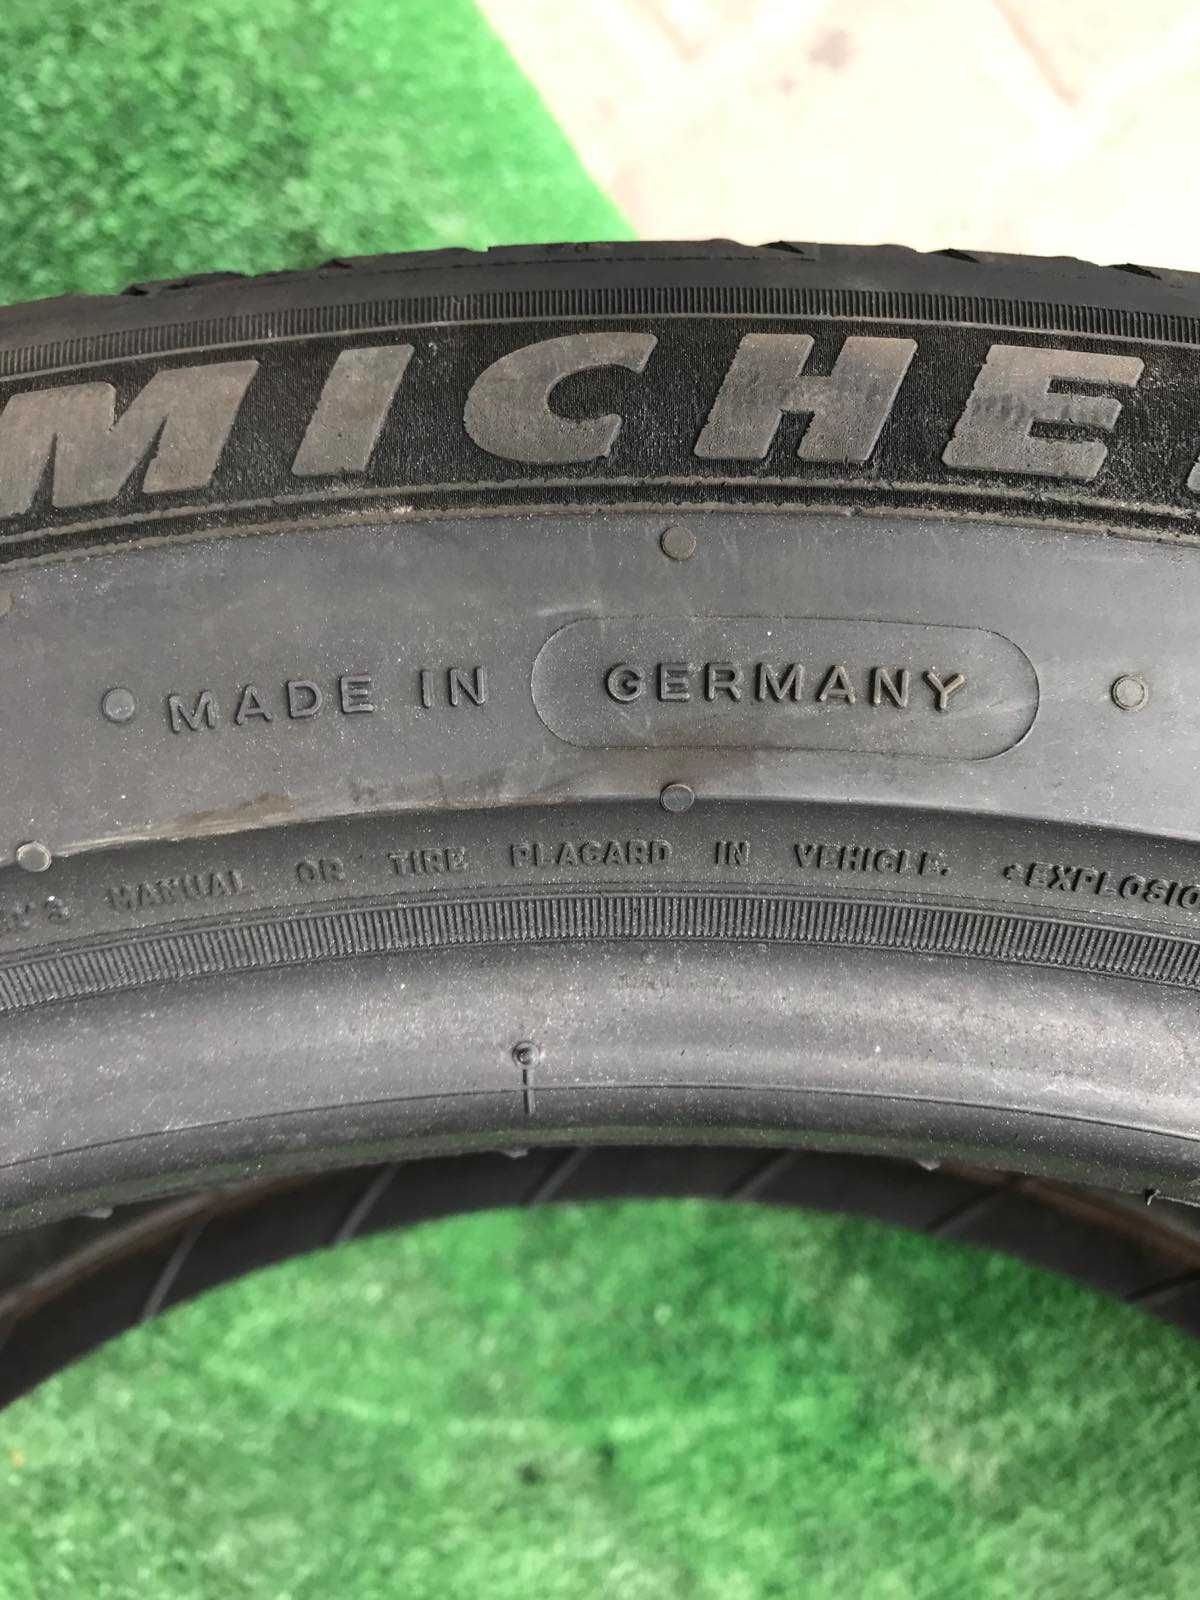 MICHE
MADE IN GERMANY
MANUAL OR TIRE PLACARD IN VEHICLE. •EXPLOSIO